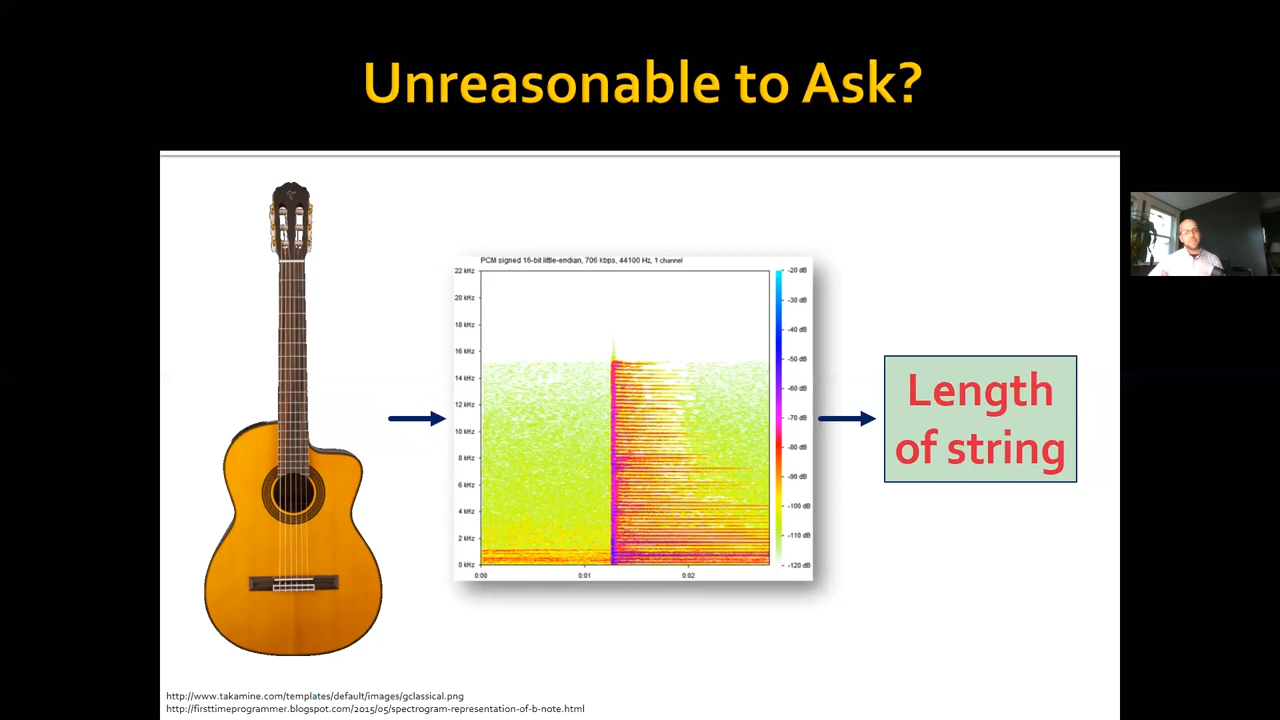 Unreasonable to Ask?
PCM signed 16-bit little-endian, 706 kbps, 44100 Hz, 1 channel
22 kHz
20 kHz
18 kHz
16 kHz
14 kHz
12 kHz
10 kHz
8 kHz
6 kHz
4 kHz
2 kHz
0 kHz
0:00
0:01
0:02
-20 dB
-30 dB
-40 dB
-50 dB
-60 dB
-70 dB
-80 dB
-90 dB
-100 dB
-110 dB
-120 dB
Length
of string
http://www.takamine.com/templates/default/images/gclassical.png
http://firsttimeprogrammer.blogspot.com/2015/05/spectrogram-representation-of-b-note.html